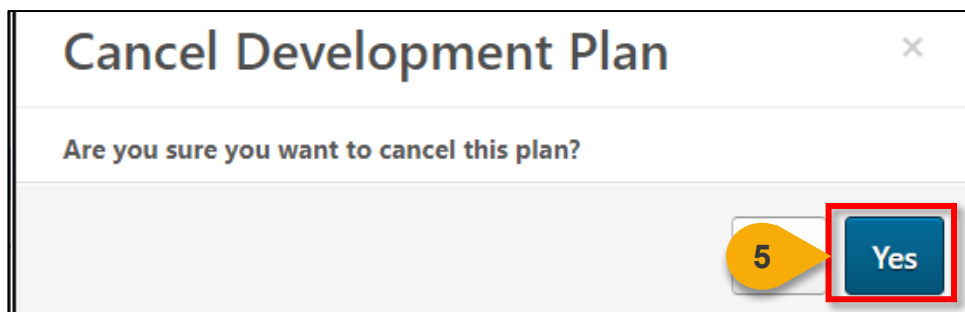 Cancel Development Plan ×
Are you sure you want to cancel this plan?
5 Yes